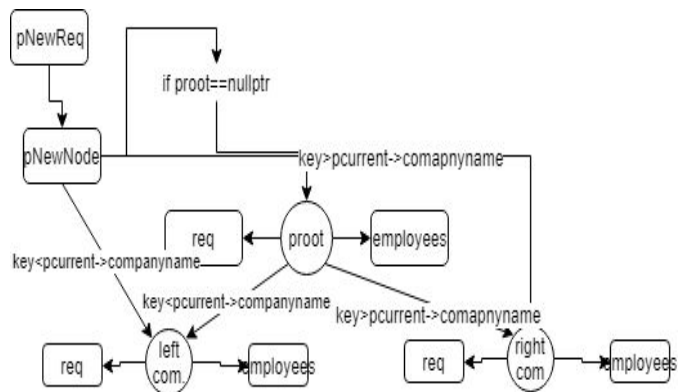 pNewReq
if proot==nullptr
pNewNode
key>pcurrent->comapnyname
req
proot
employees
key<pcurrent->companyname
key<pcurrent->companyname
key>pcurrent->comapnyname
req
left
com.
employees
req
right
com
employees